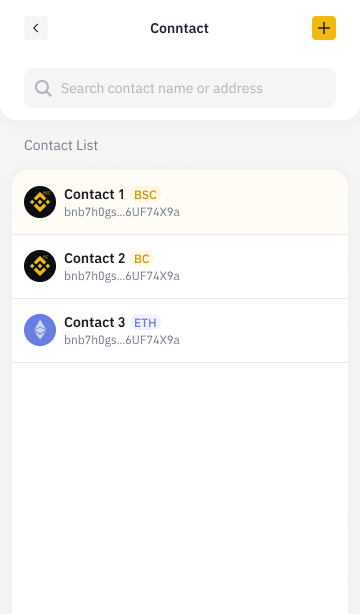 Conntact
Search contact name or address
Contact List
Contact 1 BSC
bnb7h0gs...6UF74X9a
Contact 2 BC
bnb7h0gs...6UF74X9a
Contact 3 ETH
bnb7h0gs...6UF74X9a